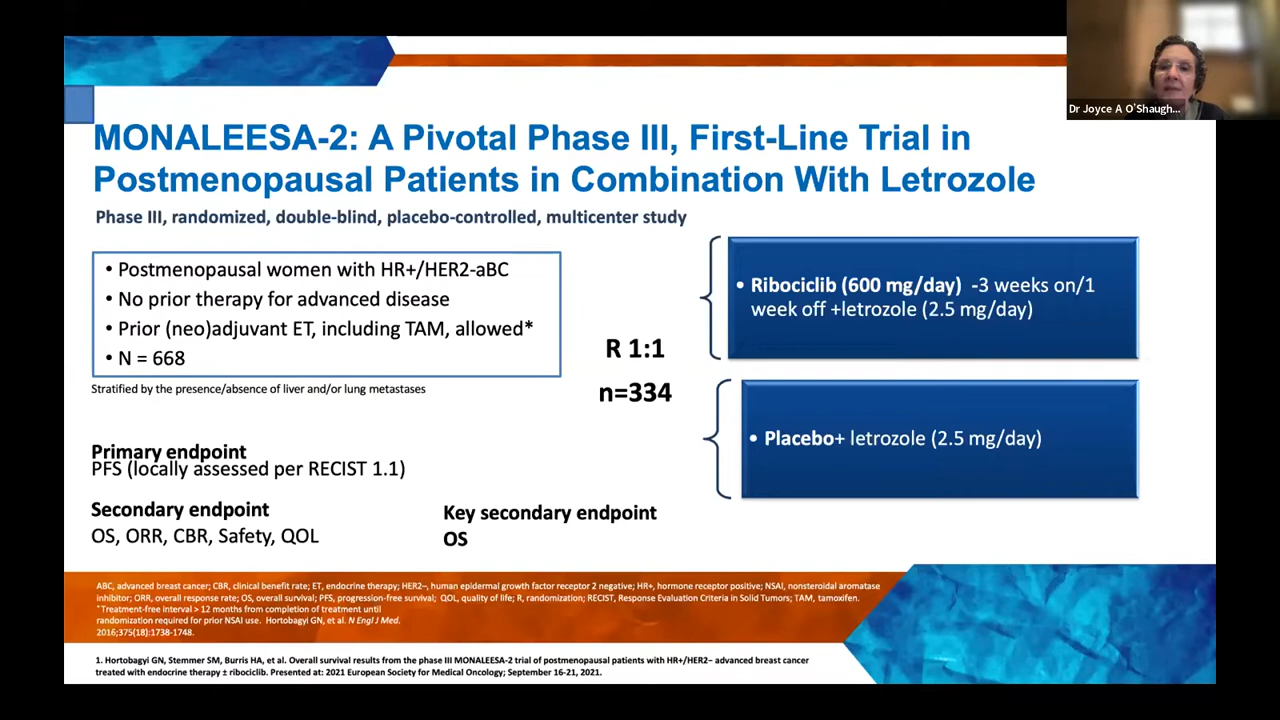 Dr Joyce A O'Shaugh...
MONALEESA-2: A Pivotal Phase III, First-Line Trial in
Postmenopausal Patients in Combination With Letrozole
Phase III, randomized, double-blind, placebo-controlled, multicenter study
• Postmenopausal women with HR+/HER2-aBC
• No prior therapy for advanced disease
• Prior (neo)adjuvant ET, including TAM, allowed*
• N = 668
Stratified by the presence/absence of liver and/or lung metastases
R 1:1
n=334
• Ribociclib (600 mg/day) -3 weeks on/1
week off +letrozole (2.5 mg/day)
• Placebo+ letrozole (2.5 mg/day)
Primary endpoint
PFS (locally assessed per RECIST 1.1)
Secondary endpoint
OS, ORR, CBR, Safety, QOL
Key secondary endpoint
OS
ABC, advanced breast cancer; CBR, clinical benefit rate; ET, endocrine therapy; HER2–, human epidermal growth factor receptor 2 negative; HR+, hormone receptor positive; NSAI, nonsteroidal aromatase
inhibitor; ORR, overall response rate; OS, overall survival; PFS, progression-free survival; QOL, quality of life; R, randomization; RECIST, Response Evaluation Criteria in Solid Tumors; TAM, tamoxifen.
*Treatment-free interval > 12 months from completion of treatment until
randomization required for prior NSAI use. Hortobagyi GN, et al. N Engl J Med.
2016;375(18):1738-1748.
1. Hortobagyi GN, Stemmer SM, Burris HA, et al. Overall survival results from the phase III MONALEESA-2 trial of postmenopausal patients with HR+/HER2− advanced breast cancer
treated with endocrine therapy ± ribociclib. Presented at: 2021 European Society for Medical Oncology; September 16-21, 2021.